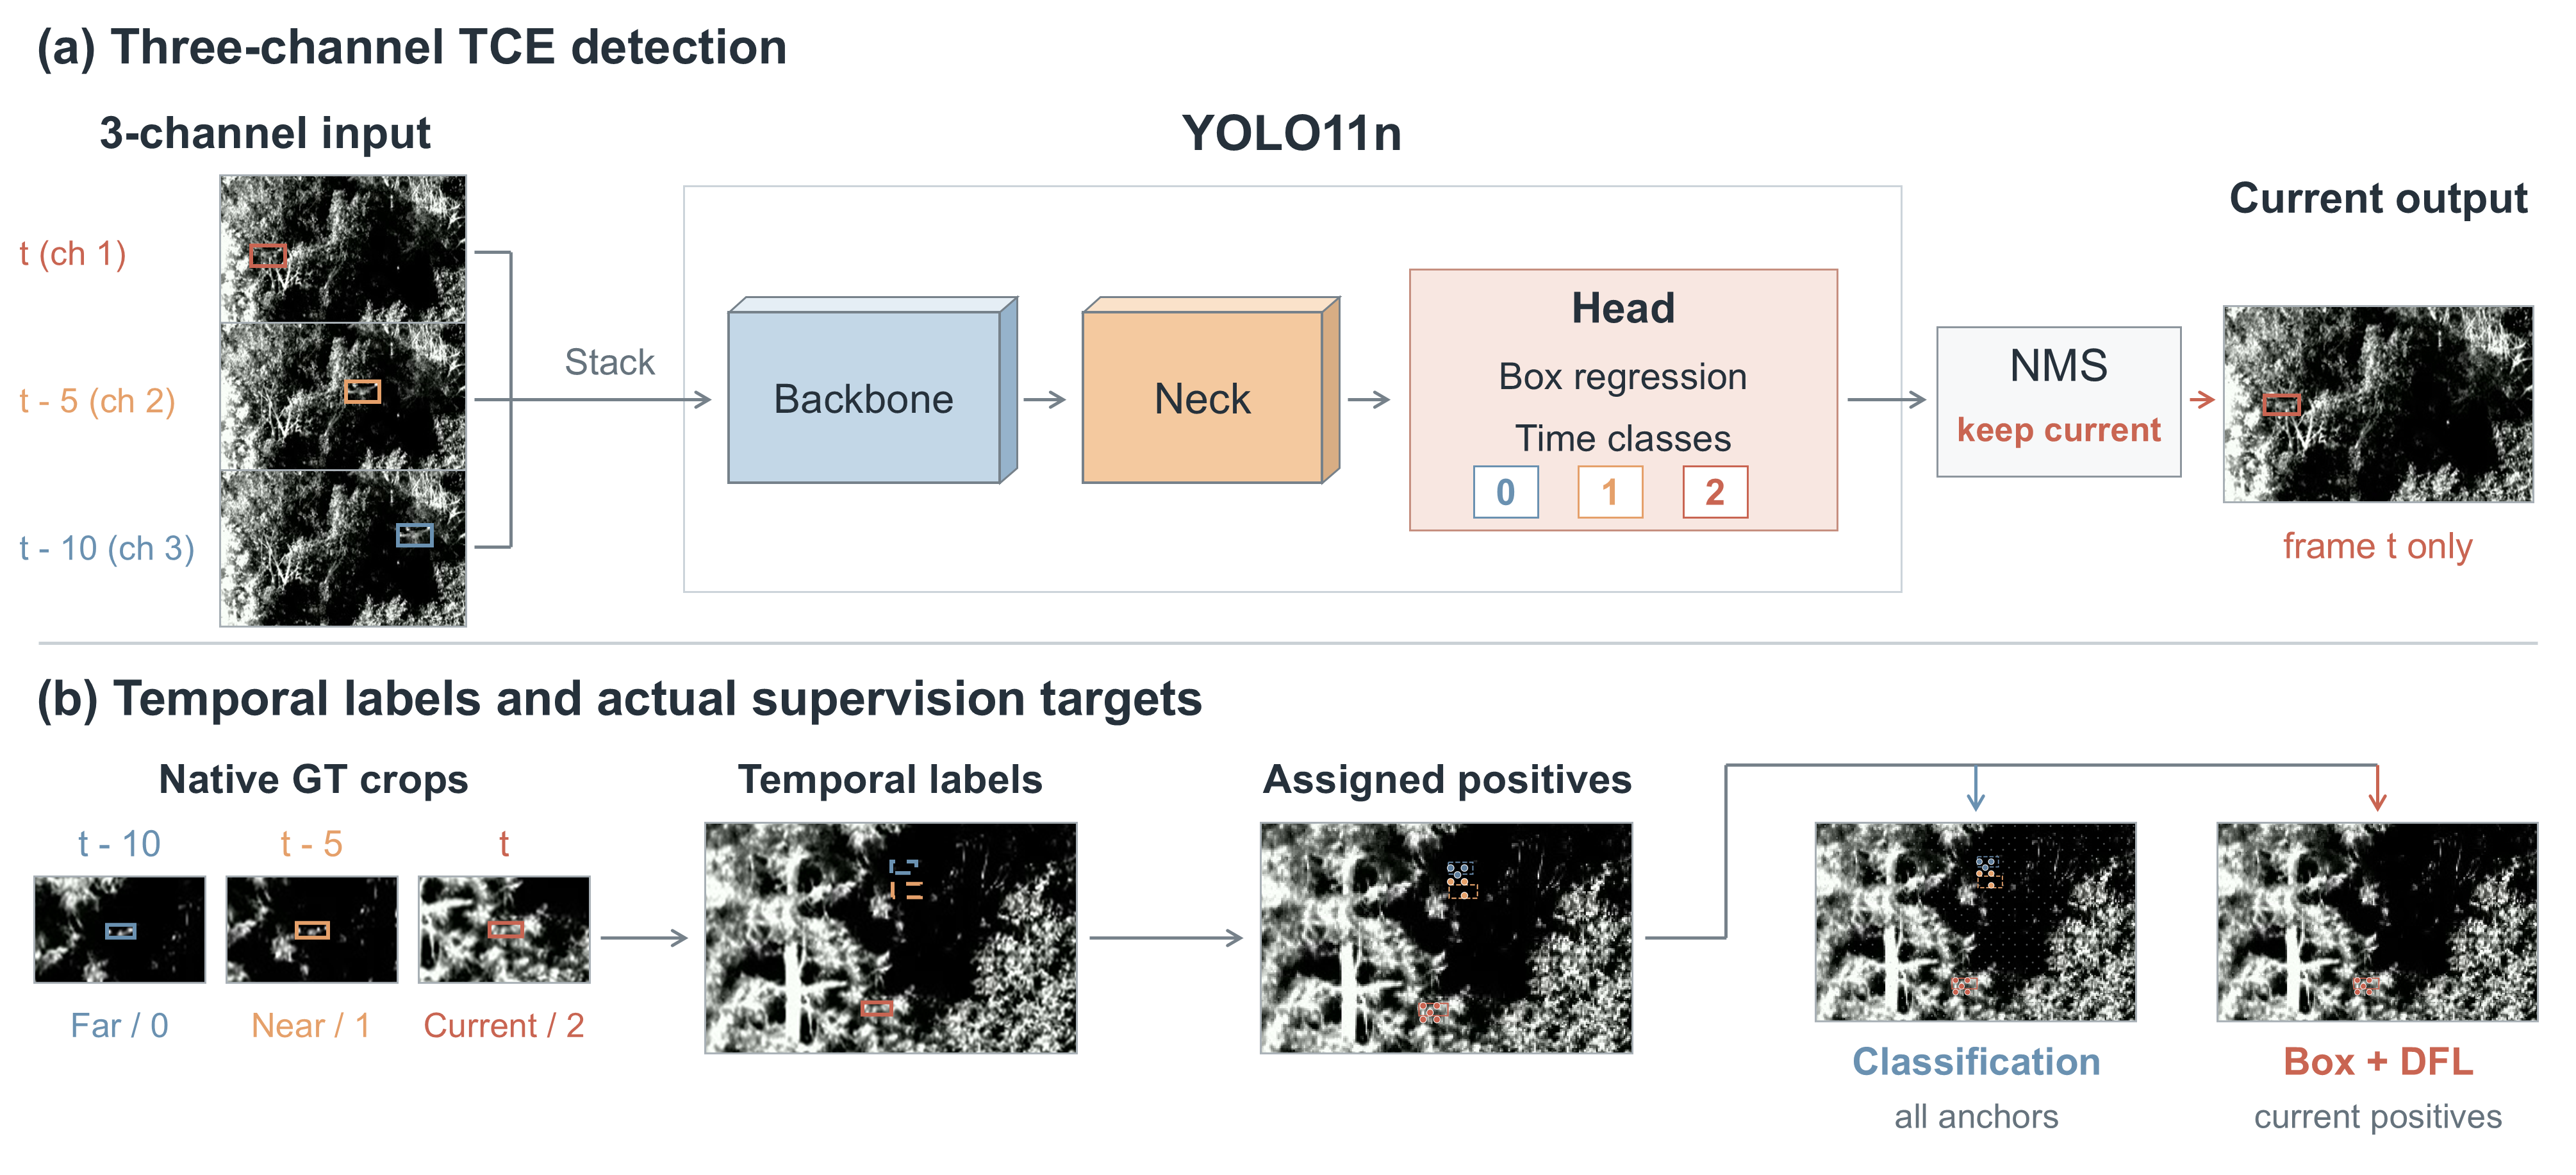 (a) Three-channel TCE detection
3-channel input
YOLO11n
Current output
t (ch 1)
t - 5 (ch 2)
t - 10 (ch 3)
Stack
Backbone
Neck
Head
Box regression
Time classes
0 1 2
NMS
keep current
frame t only
(b) Temporal labels and actual supervision targets
Native GT crops
Temporal labels
Assigned positives
t - 10
t - 5
t
Far / 0
Near / 1
Current / 2
Classification
all anchors
Box + DFL
current positives